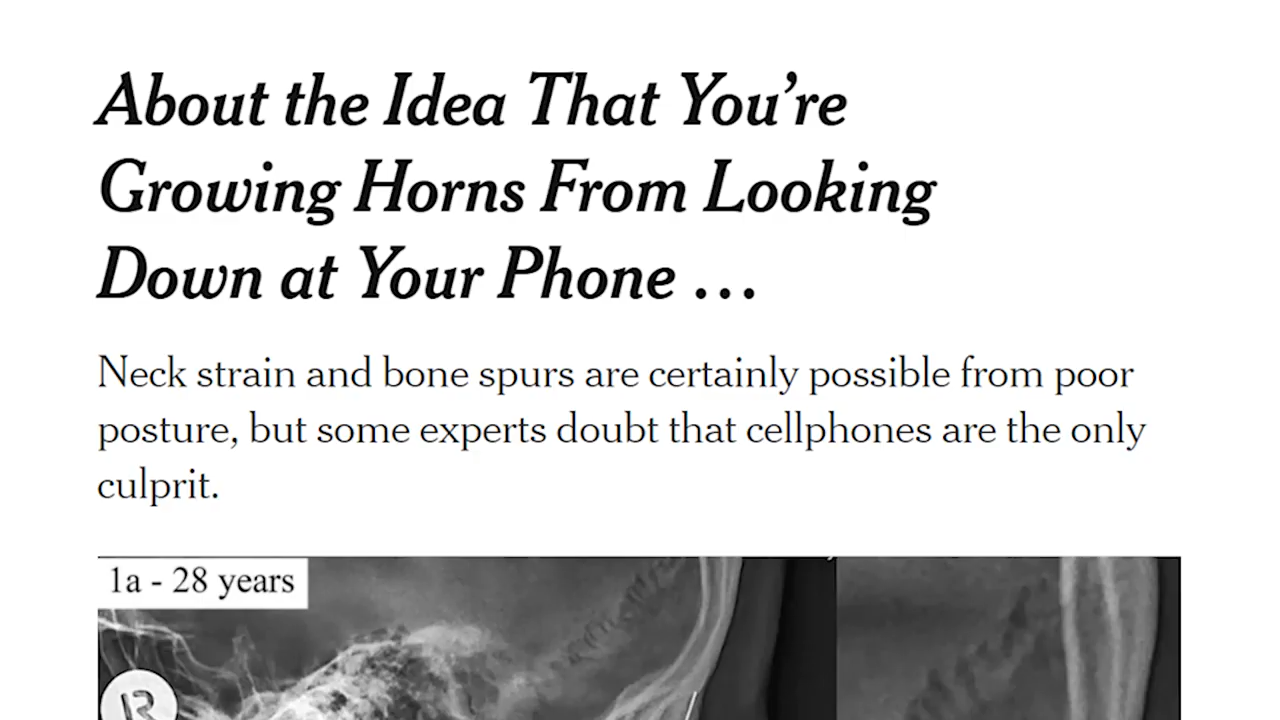 About the Idea That You’re
Growing Horns From Looking
Down at Your Phone …
Neck strain and bone spurs are certainly possible from poor
posture, but some experts doubt that cellphones are the only
culprit.
1a - 28 years
R